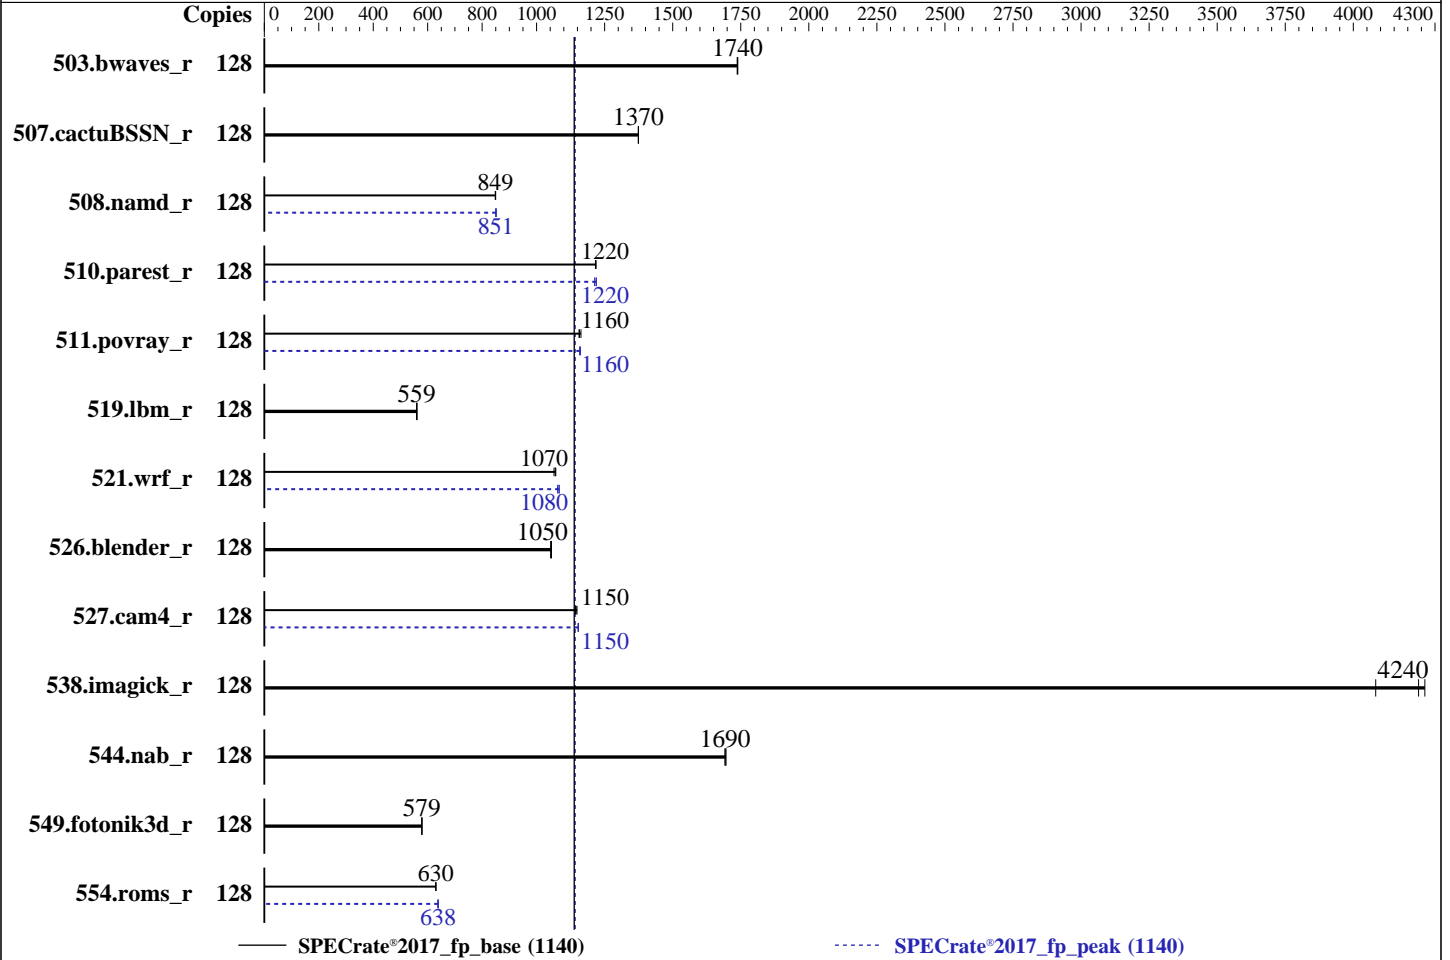 Copies 0 200 400 600 800 1000 1250 1500 1750 2000 2250 2500 2750 3000 3250 3500 3750 4000 4300
1740
503.bwaves_r 128
1370
507.cactuBSSN_r 128
849
508.namd_r 128
851
1220
510.parest_r 128
1220
1160
511.povray_r 128
1160
559
519.lbm_r 128
1070
521.wrf_r 128
1080
1050
526.blender_r 128
1150
527.cam4_r 128
1150
4240
538.imagick_r 128
1690
544.nab_r 128
579
549.fotonik3d_r 128
630
554.roms_r 128
638
SPECrate®2017_fp_base (1140) SPECrate®2017_fp_peak (1140)